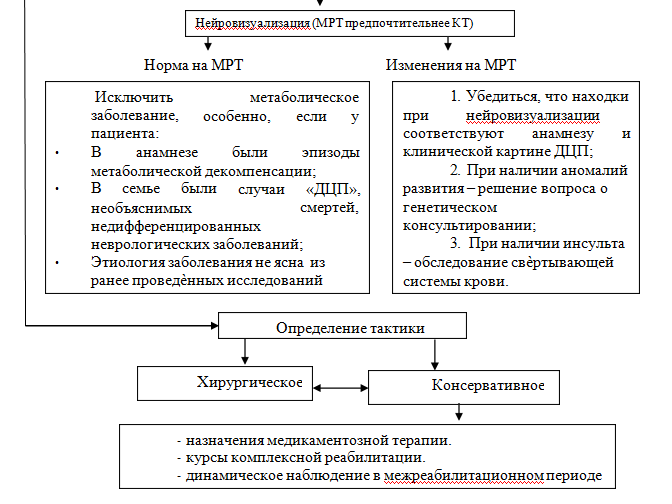 Нейровизуализация (МРТ предпочтительнее КТ)
Норма на МРТ
Исключить метаболическое
заболевание, особенно, если у
пациента:
• В анамнезе были эпизоды
метаболической декомпенсации;
• В семье были случаи «ДЦП»,
необъяснимых смертей,
недифференцированных
неврологических заболеваний;
• Этиология заболевания не ясна из
ранее проведѐнных исследований
Изменения на МРТ
1. Убедиться, что находки
при нейровизуализации
соответствуют анамнезу и
клинической картине ДЦП;
2. При наличии аномалий
развития – решение вопроса о
генетическом
консультировании;
3. При наличии инсульта
– обследование свѐртывающей
системы крови.
Определение тактики
Хирургическое
Консервативное
- назначения медикаментозной терапии.
- курсы комплексной реабилитации.
- динамическое наблюдение в межреабилитационном периоде